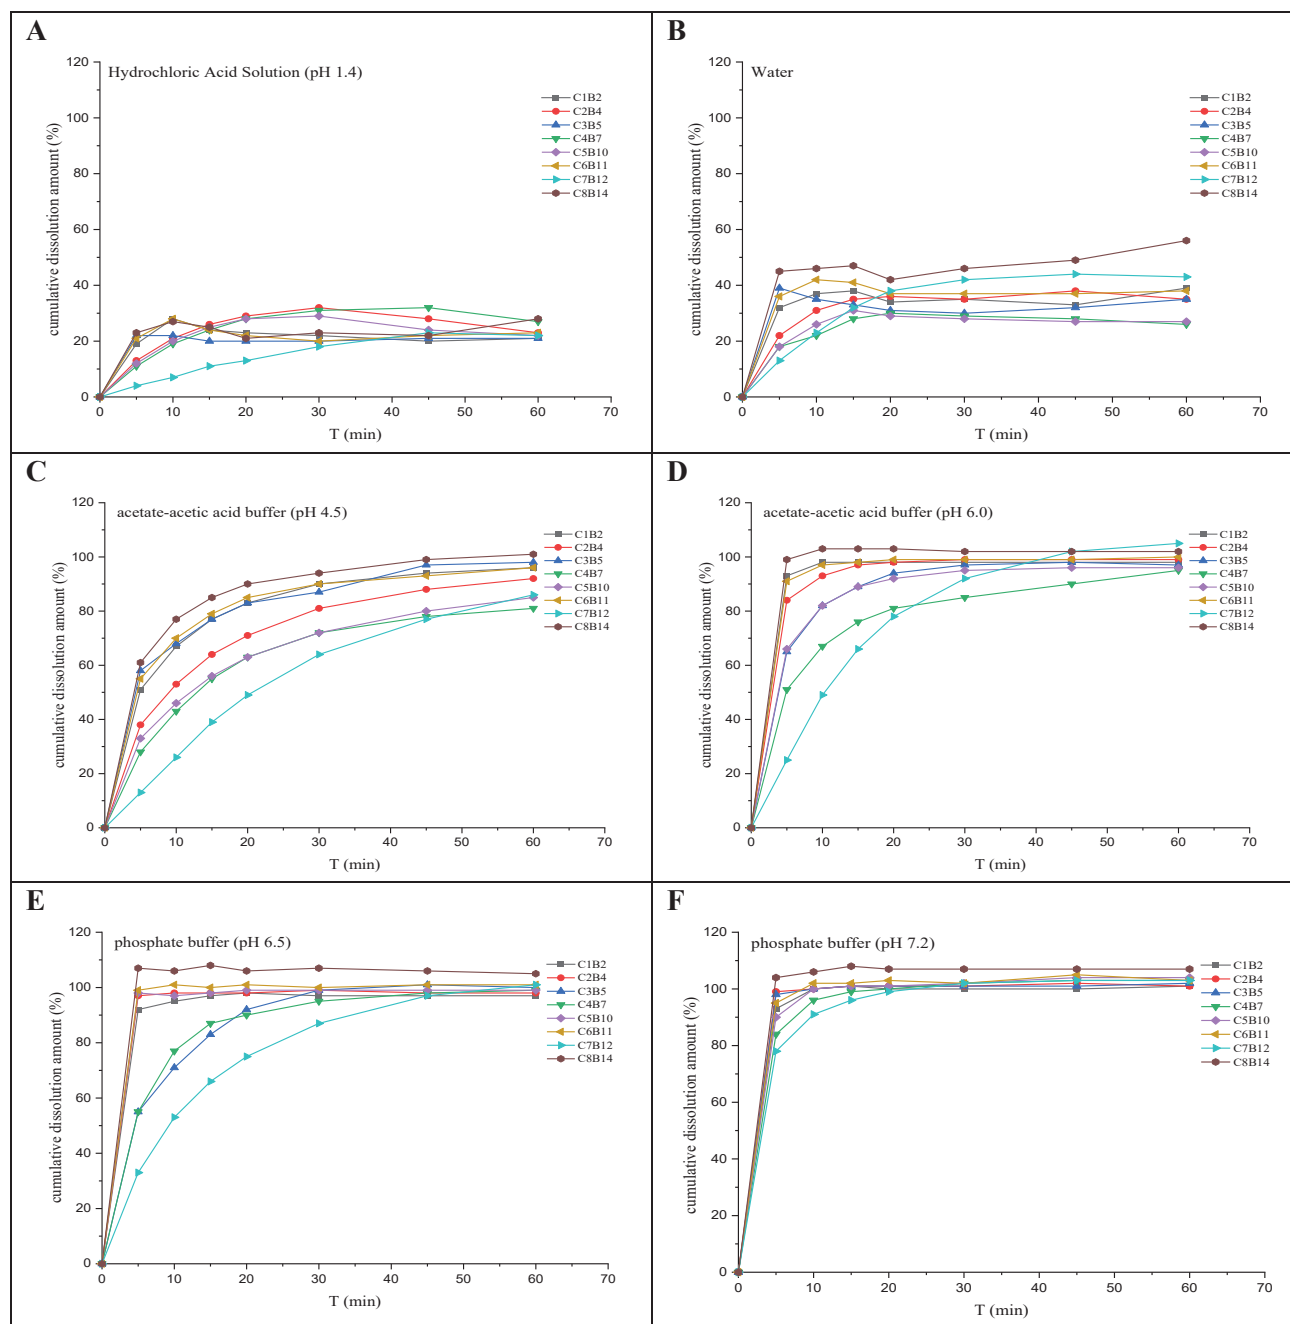 A
Hydrochloric Acid Solution (pH 1.4)
cumulative dissolution amount (%)
120
100
80
60
40
20
0
0 10 20 30 40 50 60 70
T (min)
C1B2
C2B4
C3B5
C4B7
C5B10
C6B11
C7B12
C8B14
B
Water
cumulative dissolution amount (%)
120
100
80
60
40
20
0
0 10 20 30 40 50 60 70
T (min)
C1B2
C2B4
C3B5
C4B7
C5B10
C6B11
C7B12
C8B14
C
acetate-acetic acid buffer (pH 4.5)
cumulative dissolution amount (%)
120
100
80
60
40
20
0
0 10 20 30 40 50 60 70
T (min)
C1B2
C2B4
C3B5
C4B7
C5B10
C6B11
C7B12
C8B14
D
acetate-acetic acid buffer (pH 6.0)
cumulative dissolution amount (%)
120
100
80
60
40
20
0
0 10 20 30 40 50 60 70
T (min)
C1B2
C2B4
C3B5
C4B7
C5B10
C6B11
C7B12
C8B14
E
phosphate buffer (pH 6.5)
cumulative dissolution amount (%)
120
100
80
60
40
20
0
0 10 20 30 40 50 60 70
T (min)
C1B2
C2B4
C3B5
C4B7
C5B10
C6B11
C7B12
C8B14
F
phosphate buffer (pH 7.2)
cumulative dissolution amount (%)
120
100
80
60
40
20
0
0 10 20 30 40 50 60 70
T (min)
C1B2
C2B4
C3B5
C4B7
C5B10
C6B11
C7B12
C8B14